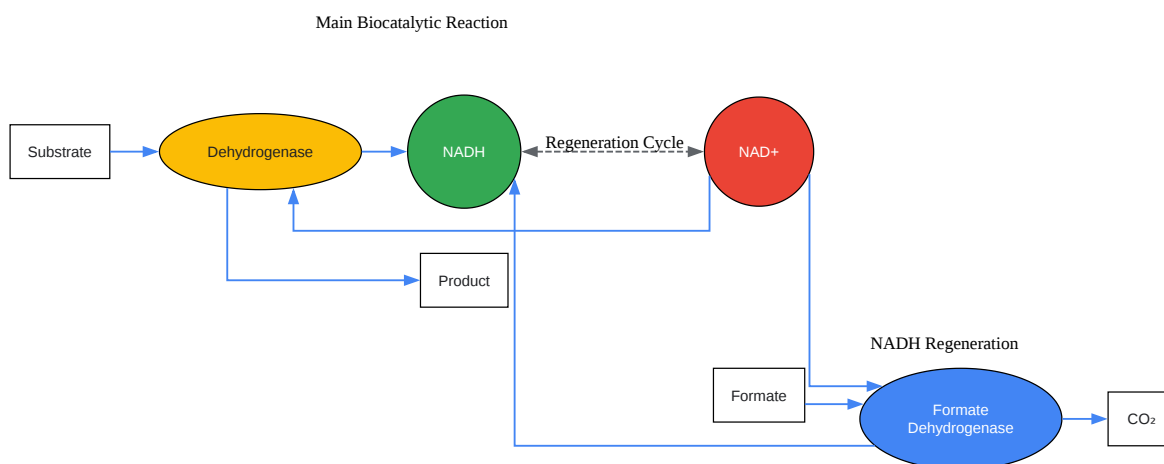 Main Biocatalytic Reaction
Substrate
Dehydrogenase
NADH
Regeneration Cycle
NAD+
Product
NADH Regeneration
Formate
Formate
Dehydrogenase
CO₂